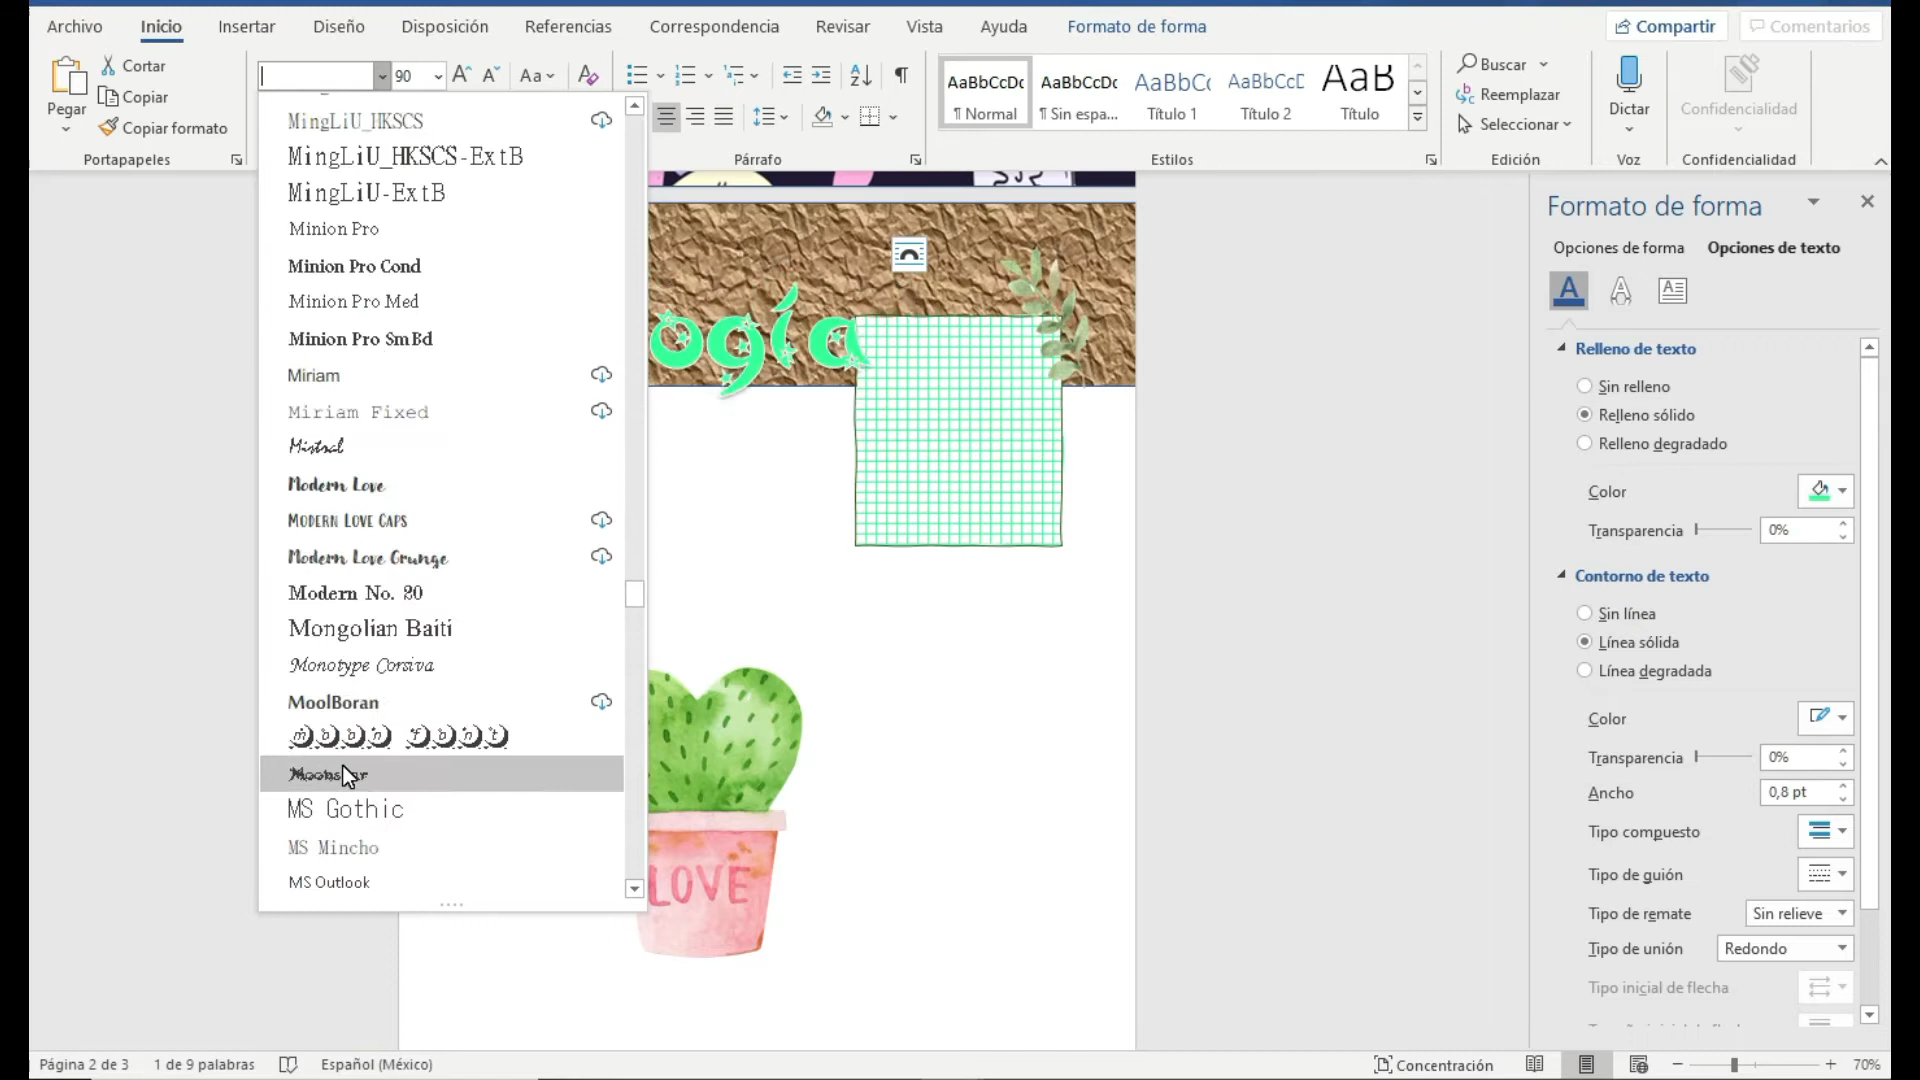 Archivo Inicio Insertar Diseño Disposición Referencias Correspondencia Revisar Vista Ayuda Formato de forma Compartir Comentarios
Pegar
Cortar
Copiar
Copiar formato
Portapapeles
90
Aa
Párrafo
AaBbCcDc
¶ Normal
AaBbCcDc
¶ Sin espa...
AaBbCc
Título 1
AaBbCcD
Título 2
AaB
Título
Estilos
Buscar
Reemplazar
Seleccionar
Edición
Dictar
Voz
Confidencialidad
Confidencialidad
MingLiU_HKSCS
MingLiU_HKSCS-ExtB
MingLiU-ExtB
Minion Pro
Minion Pro Cond
Minion Pro Med
Minion Pro SmBd
Miriam
Miriam Fixed
Mistral
Modern Love
Modern Love Caps
Modern Love Grunge
Modern No. 20
Mongolian Baiti
Monotype Corsiva
MoolBoran
moon font
MS Gothic
MS Mincho
MS Outlook
ogía
LOVE
Formato de forma
Opciones de forma Opciones de texto
Relleno de texto
Sin relleno
Relleno sólido
Relleno degradado
Color
Transparencia 0%
Contorno de texto
Sin línea
Línea sólida
Línea degradada
Color
Transparencia 0%
Ancho 0,8 pt
Tipo compuesto
Tipo de guión
Tipo de remate Sin relieve
Tipo de unión Redondo
Tipo inicial de flecha
Página 2 de 3 1 de 9 palabras Español (México) Concentración 70%